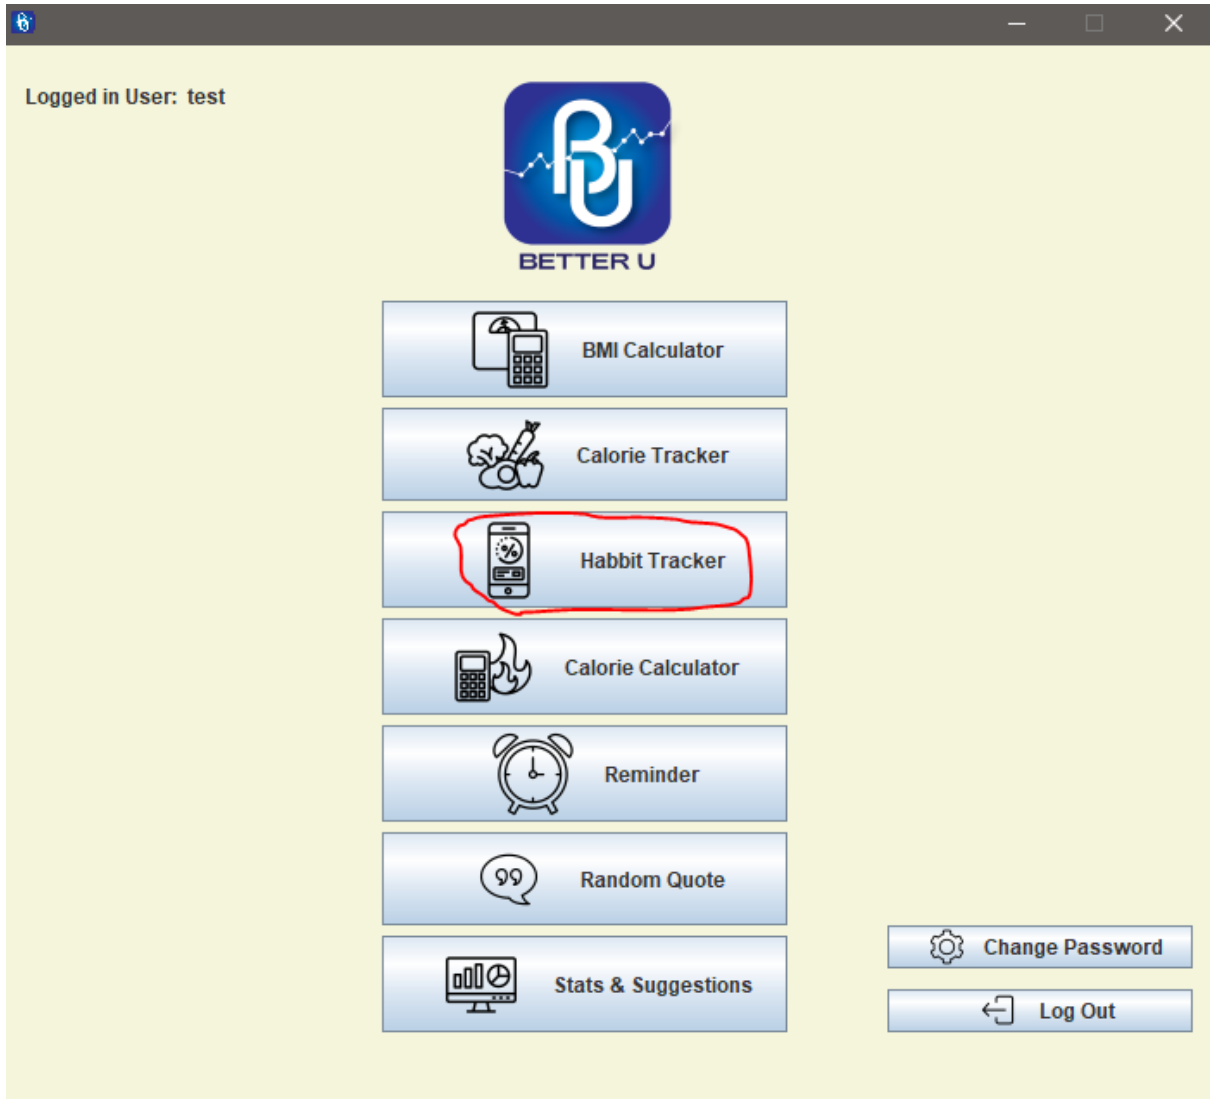 Logged in User: test
BU
BETTER U
BMI Calculator
Calorie Tracker
Habbit Tracker
Calorie Calculator
Reminder
Random Quote
Stats & Suggestions
Change Password
Log Out